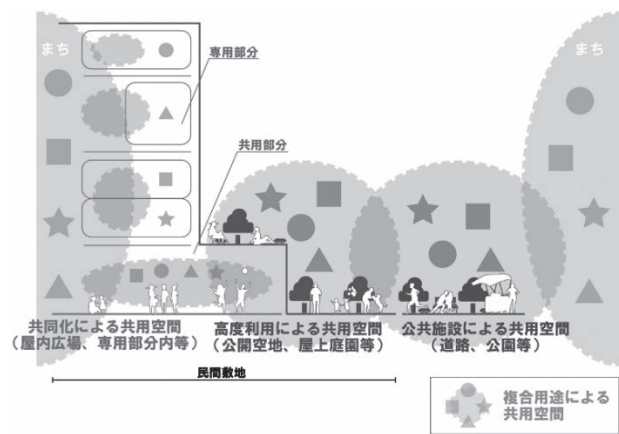 まち
まち
専用部分
共用部分
共同化による共用空間
（屋内広場、専用部分内等）
高度利用による共用空間
（公開空地、屋上庭園等）
公共施設による共用空間
（道路、公園等）
民間敷地
複合用途による
共用空間